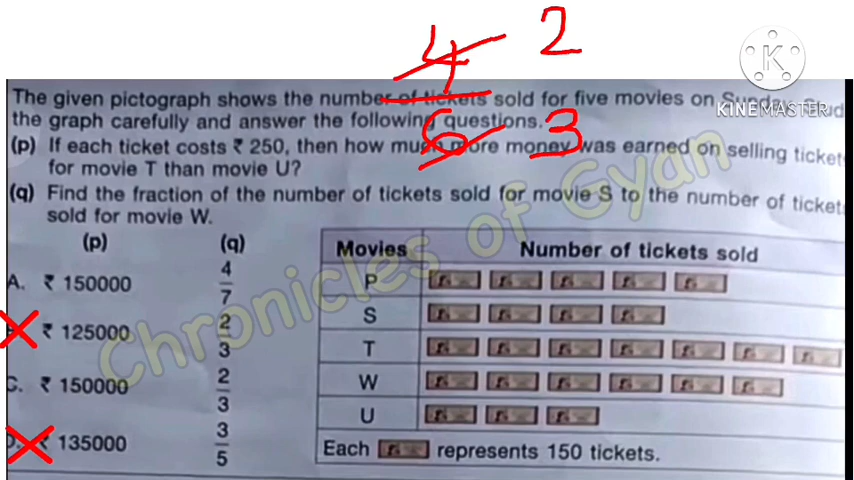 4 2
K
KINEMASTER
The given pictograph shows the number of tickets sold for five movies on Sunday. Stud
the graph carefully and answer the following questions.
6 3
(p) If each ticket costs ₹ 250, then how much more money was earned on selling ticket
for movie T than movie U?
(q) Find the fraction of the number of tickets sold for movie S to the number of ticket
sold for movie W.
(p) (q)
A. ₹ 150000 4/7
₹ 125000 2/3
C. ₹ 150000 2/3
D. ₹ 135000 3/5
Movies Number of tickets sold
P
S
T
W
U
Each represents 150 tickets.
Chronicles of Gyan